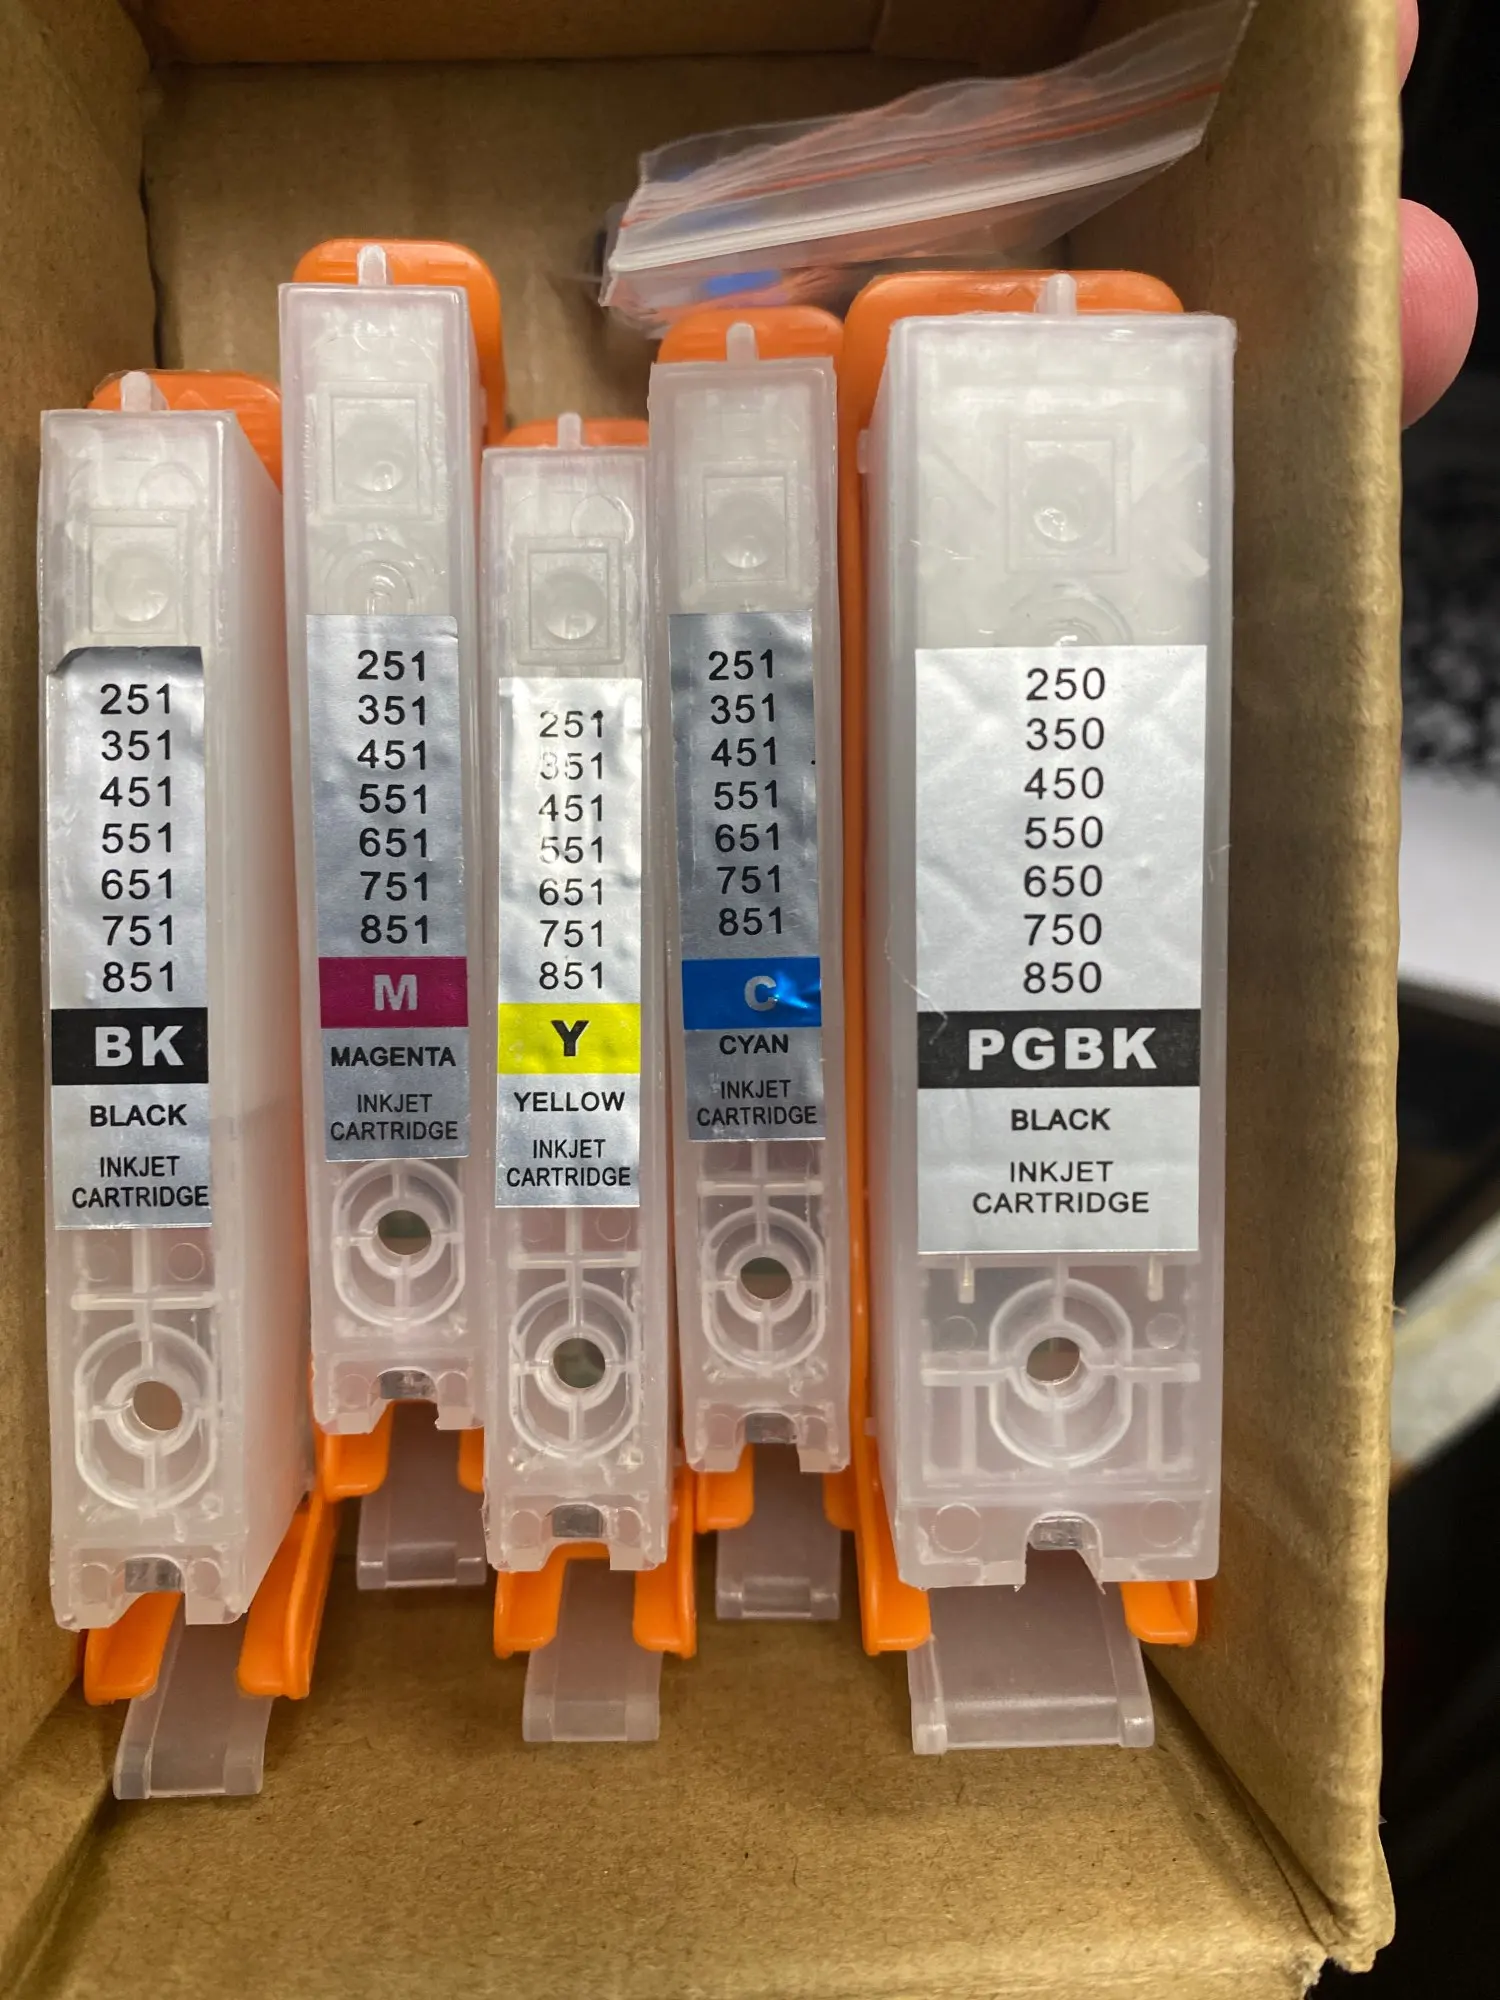 251
351
451
551
651
751
851
BK
BLACK
INKJET
CARTRIDGE
251
351
451
551
651
751
851
M
MAGENTA
INKJET
CARTRIDGE
251
351
451
551
651
751
851
Y
YELLOW
INKJET
CARTRIDGE
251
351
451
551
651
751
851
C
CYAN
INKJET
CARTRIDGE
250
350
450
550
650
750
850
PGBK
BLACK
INKJET
CARTRIDGE